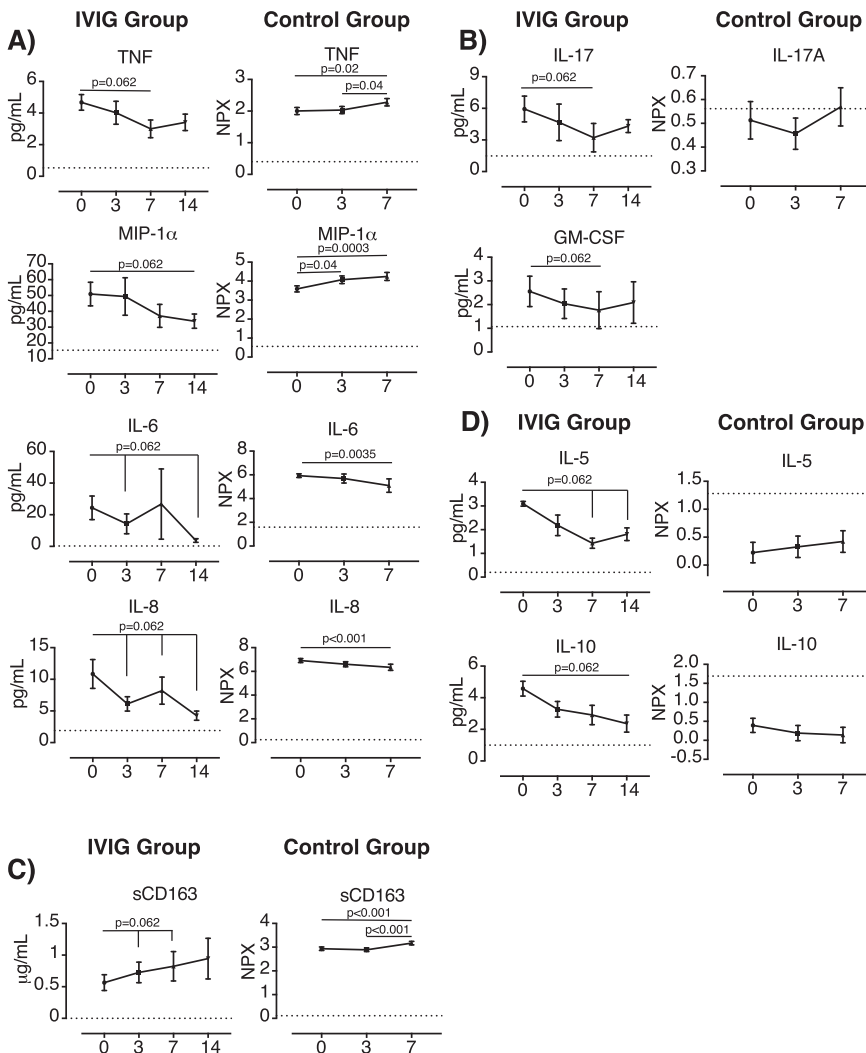 A)
IVIG Group
Control Group
TNF
pg/mL
6
4
2
0
p=0.062
0 3 7 14
TNF
NPX
3
2
1
0
p=0.02
p=0.04
0 3 7
MIP-1α
pg/mL
70
60
50
40
30
20
10
p=0.062
0 3 7 14
MIP-1α
NPX
5
4
3
2
1
0
p=0.0003
p=0.04
0 3 7
IL-6
pg/mL
60
40
20
0
p=0.062
0 3 7 14
IL-6
NPX
8
6
4
2
0
p=0.0035
0 3 7
IL-8
pg/mL
15
10
5
0
p=0.062
0 3 7 14
IL-8
NPX
8
6
4
2
0
p<0.001
0 3 7
B)
IVIG Group
Control Group
IL-17
pg/mL
9
6
3
0
p=0.062
0 3 7 14
IL-17A
NPX
0.7
0.6
0.5
0.4
0.3
0 3 7
GM-CSF
pg/mL
4
3
2
1
0
p=0.062
0 3 7 14
D)
IVIG Group
Control Group
IL-5
pg/mL
4
3
2
1
0
p=0.062
0 3 7 14
IL-5
NPX
1.5
1.0
0.5
0.0
0 3 7
IL-10
pg/mL
6
4
2
0
p=0.062
0 3 7 14
IL-10
NPX
2.0
1.5
1.0
0.5
0.0
-0.5
0 3 7
C)
IVIG Group
Control Group
sCD163
µg/mL
1.5
1
0.5
0
p=0.062
0 3 7 14
sCD163
NPX
4
3
2
1
0
p<0.001
p<0.001
0 3 7